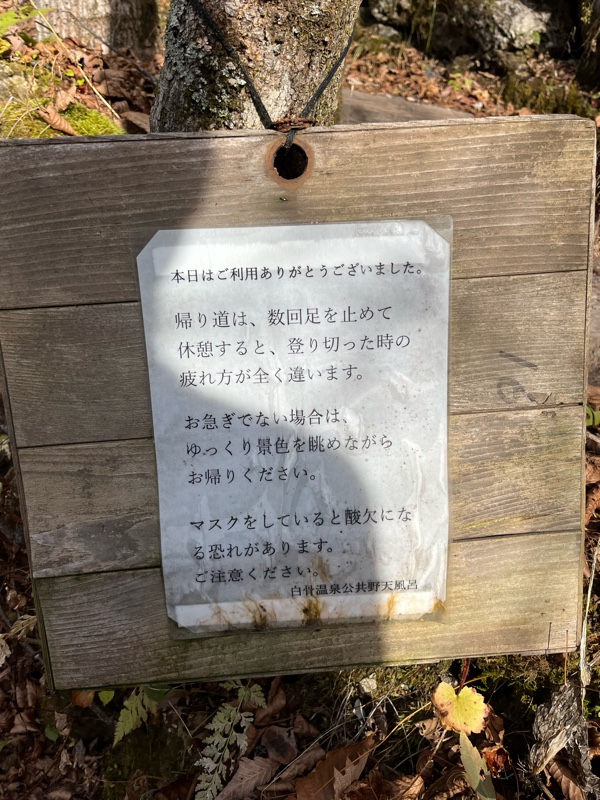 本日はご利用ありがとうございました。
帰り道は、数回足を止めて
休憩すると、登り切った時の
疲れ方が全く違います。
お急ぎでない場合は、
ゆっくり景色を眺めながら
お帰りください。
マスクをしていると酸欠にな
る恐れがあります。
ご注意ください。
白骨温泉公共野天風呂